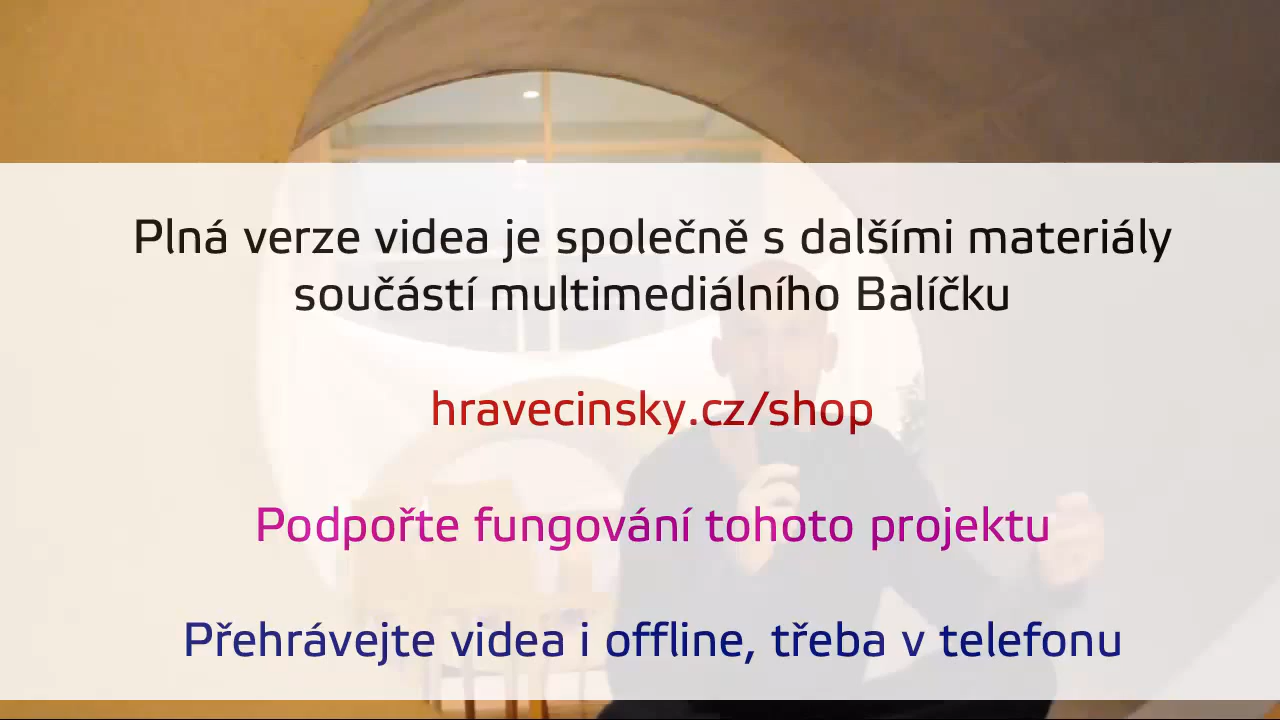 Plná verze videa je společně s dalšími materiály
součástí multimediálního Balíčku
hravecinsky.cz/shop
Podpořte fungování tohoto projektu
Přehrávejte videa i offline, třeba v telefonu